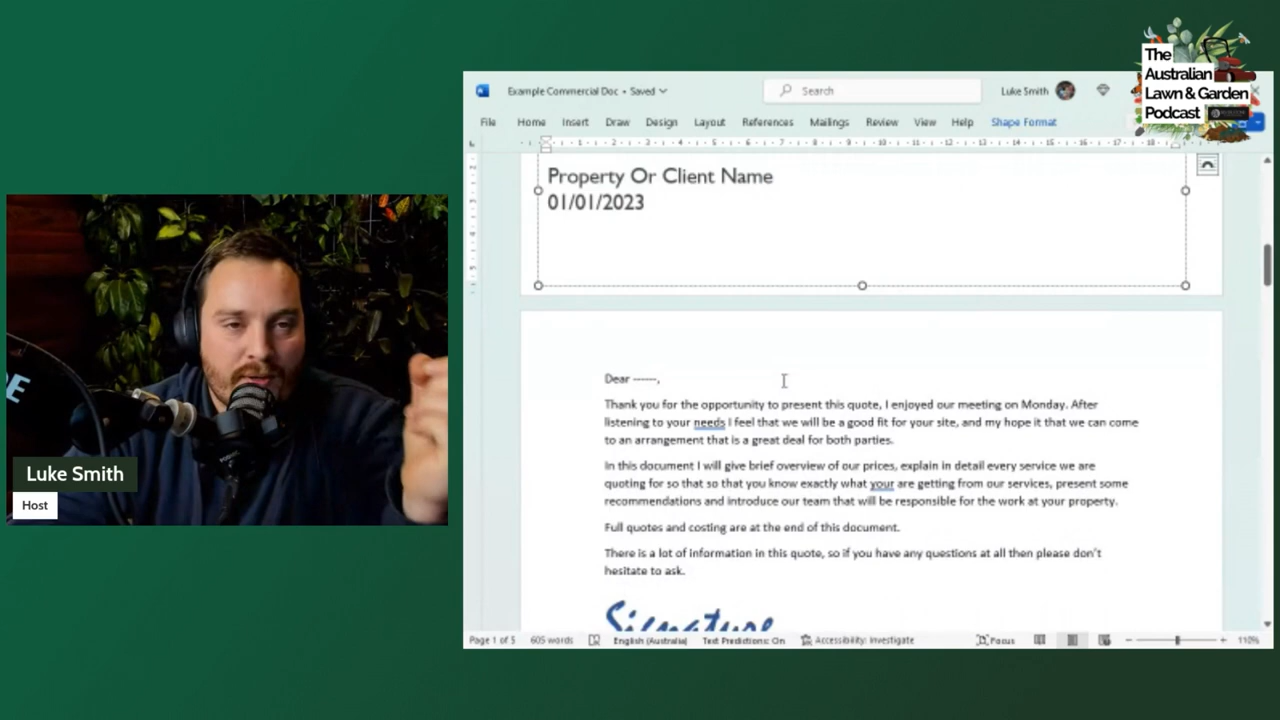 The
Australian
Lawn & Garden
Podcast
Example Commercial Doc • Saved
Search
Luke Smith
File Home Insert Draw Design Layout References Mailings Review View Help Shape Format
Property Or Client Name
01/01/2023
Dear ------,
Thank you for the opportunity to present this quote, I enjoyed our meeting on Monday. After
listening to your needs I feel that we will be a good fit for your site, and my hope it that we can come
to an arrangement that is a great deal for both parties.
In this document I will give brief overview of our prices, explain in detail every service we are
quoting for so that so that you know exactly what your are getting from our services, present some
recommendations and introduce our team that will be responsible for the work at your property.
Full quotes and costing are at the end of this document.
There is a lot of information in this quote, so if you have any questions at all then please don't
hesitate to ask.
Signature
Page 1 of 5 605 words English (Australia) Text Predictions: On Accessibility: Investigate Focus 110%
Luke Smith
Host